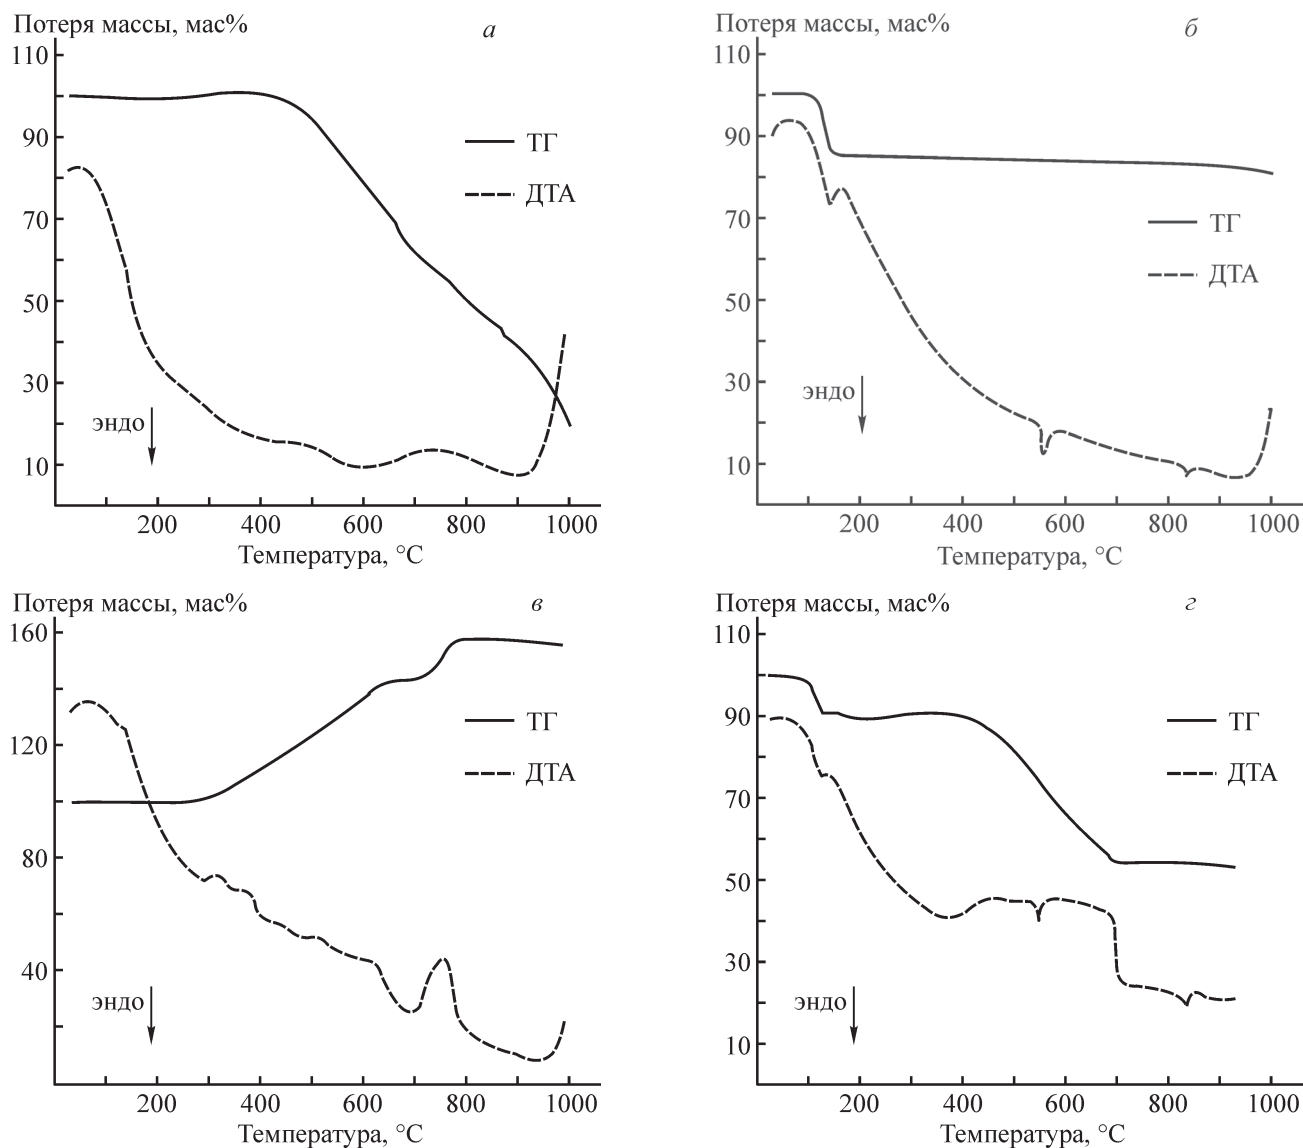 Потеря массы, мас%
а
110
90
70
50
30
10
ТГ
ДТА
эндо
200 400 600 800 1000
Температура, °C
Потеря массы, мас%
б
110
90
70
50
30
10
ТГ
ДТА
эндо
200 400 600 800 1000
Температура, °C
Потеря массы, мас%
в
160
120
80
40
ТГ
ДТА
эндо
200 400 600 800 1000
Температура, °C
Потеря массы, мас%
г
110
90
70
50
30
10
ТГ
ДТА
эндо
200 400 600 800 1000
Температура, °C